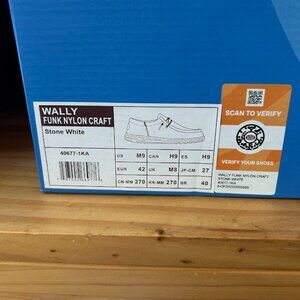 WALLY
FUNK NYLON CRAFT
Stone White
40677-1KA
US M9 CAN H9 ES H9
EUR 42 UK M8 JP-CM 27
CN-MM 270 KR-MM 270 BR 40
SCAN TO VERIFY
VERIFY YOUR SHOES
WALLY FUNK NYLON CRAFT
STONE WHITE
40677-1KA